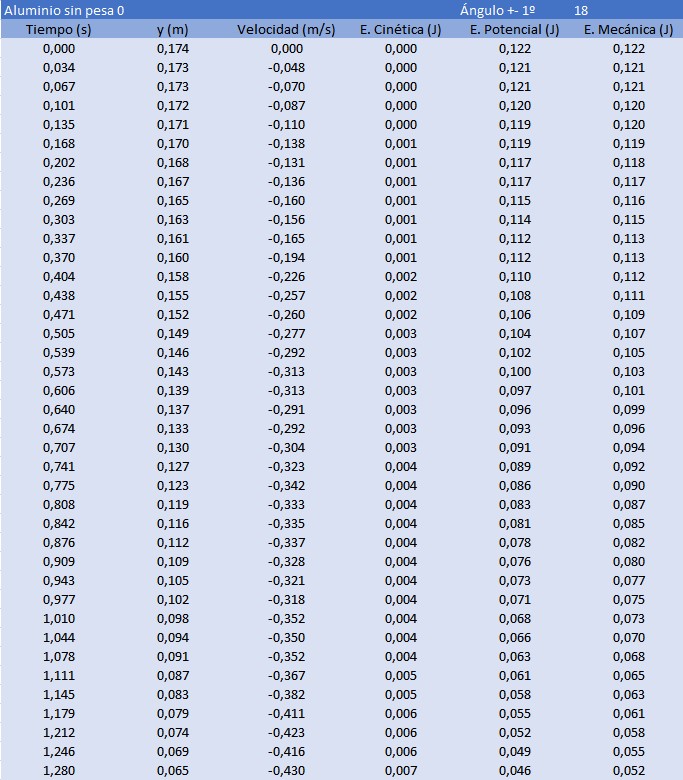 Aluminio sin pesa 0 Ángulo +- 1º 18
Tiempo (s) y (m) Velocidad (m/s) E. Cinética (J) E. Potencial (J) E. Mecánica (J)
0,000 0,174 0,000 0,000 0,122 0,122
0,034 0,173 -0,048 0,000 0,121 0,121
0,067 0,173 -0,070 0,000 0,121 0,121
0,101 0,172 -0,087 0,000 0,120 0,120
0,135 0,171 -0,110 0,000 0,119 0,120
0,168 0,170 -0,138 0,001 0,119 0,119
0,202 0,168 -0,131 0,001 0,117 0,118
0,236 0,167 -0,136 0,001 0,117 0,117
0,269 0,165 -0,160 0,001 0,115 0,116
0,303 0,163 -0,156 0,001 0,114 0,115
0,337 0,161 -0,165 0,001 0,112 0,113
0,370 0,160 -0,194 0,001 0,112 0,113
0,404 0,158 -0,226 0,002 0,110 0,112
0,438 0,155 -0,257 0,002 0,108 0,111
0,471 0,152 -0,260 0,002 0,106 0,109
0,505 0,149 -0,277 0,003 0,104 0,107
0,539 0,146 -0,292 0,003 0,102 0,105
0,573 0,143 -0,313 0,003 0,100 0,103
0,606 0,139 -0,313 0,003 0,097 0,101
0,640 0,137 -0,291 0,003 0,096 0,099
0,674 0,133 -0,292 0,003 0,093 0,096
0,707 0,130 -0,304 0,003 0,091 0,094
0,741 0,127 -0,323 0,004 0,089 0,092
0,775 0,123 -0,342 0,004 0,086 0,090
0,808 0,119 -0,333 0,004 0,083 0,087
0,842 0,116 -0,335 0,004 0,081 0,085
0,876 0,112 -0,337 0,004 0,078 0,082
0,909 0,109 -0,328 0,004 0,076 0,080
0,943 0,105 -0,321 0,004 0,073 0,077
0,977 0,102 -0,318 0,004 0,071 0,075
1,010 0,098 -0,352 0,004 0,068 0,073
1,044 0,094 -0,350 0,004 0,066 0,070
1,078 0,091 -0,352 0,004 0,063 0,068
1,111 0,087 -0,367 0,005 0,061 0,065
1,145 0,083 -0,382 0,005 0,058 0,063
1,179 0,079 -0,411 0,006 0,055 0,061
1,212 0,074 -0,423 0,006 0,052 0,058
1,246 0,069 -0,416 0,006 0,049 0,055
1,280 0,065 -0,430 0,007 0,046 0,052